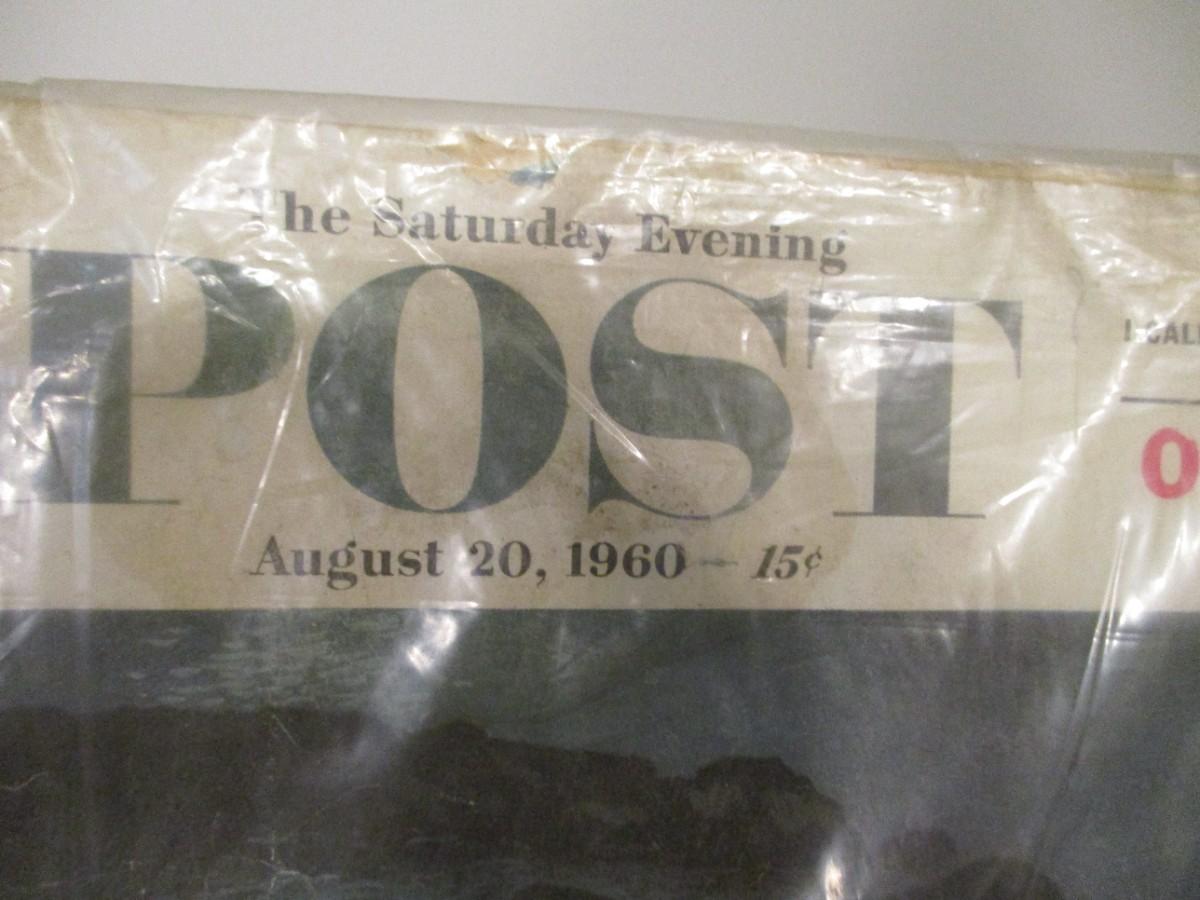 The Saturday Evening
POST
August 20, 1960 – 15¢